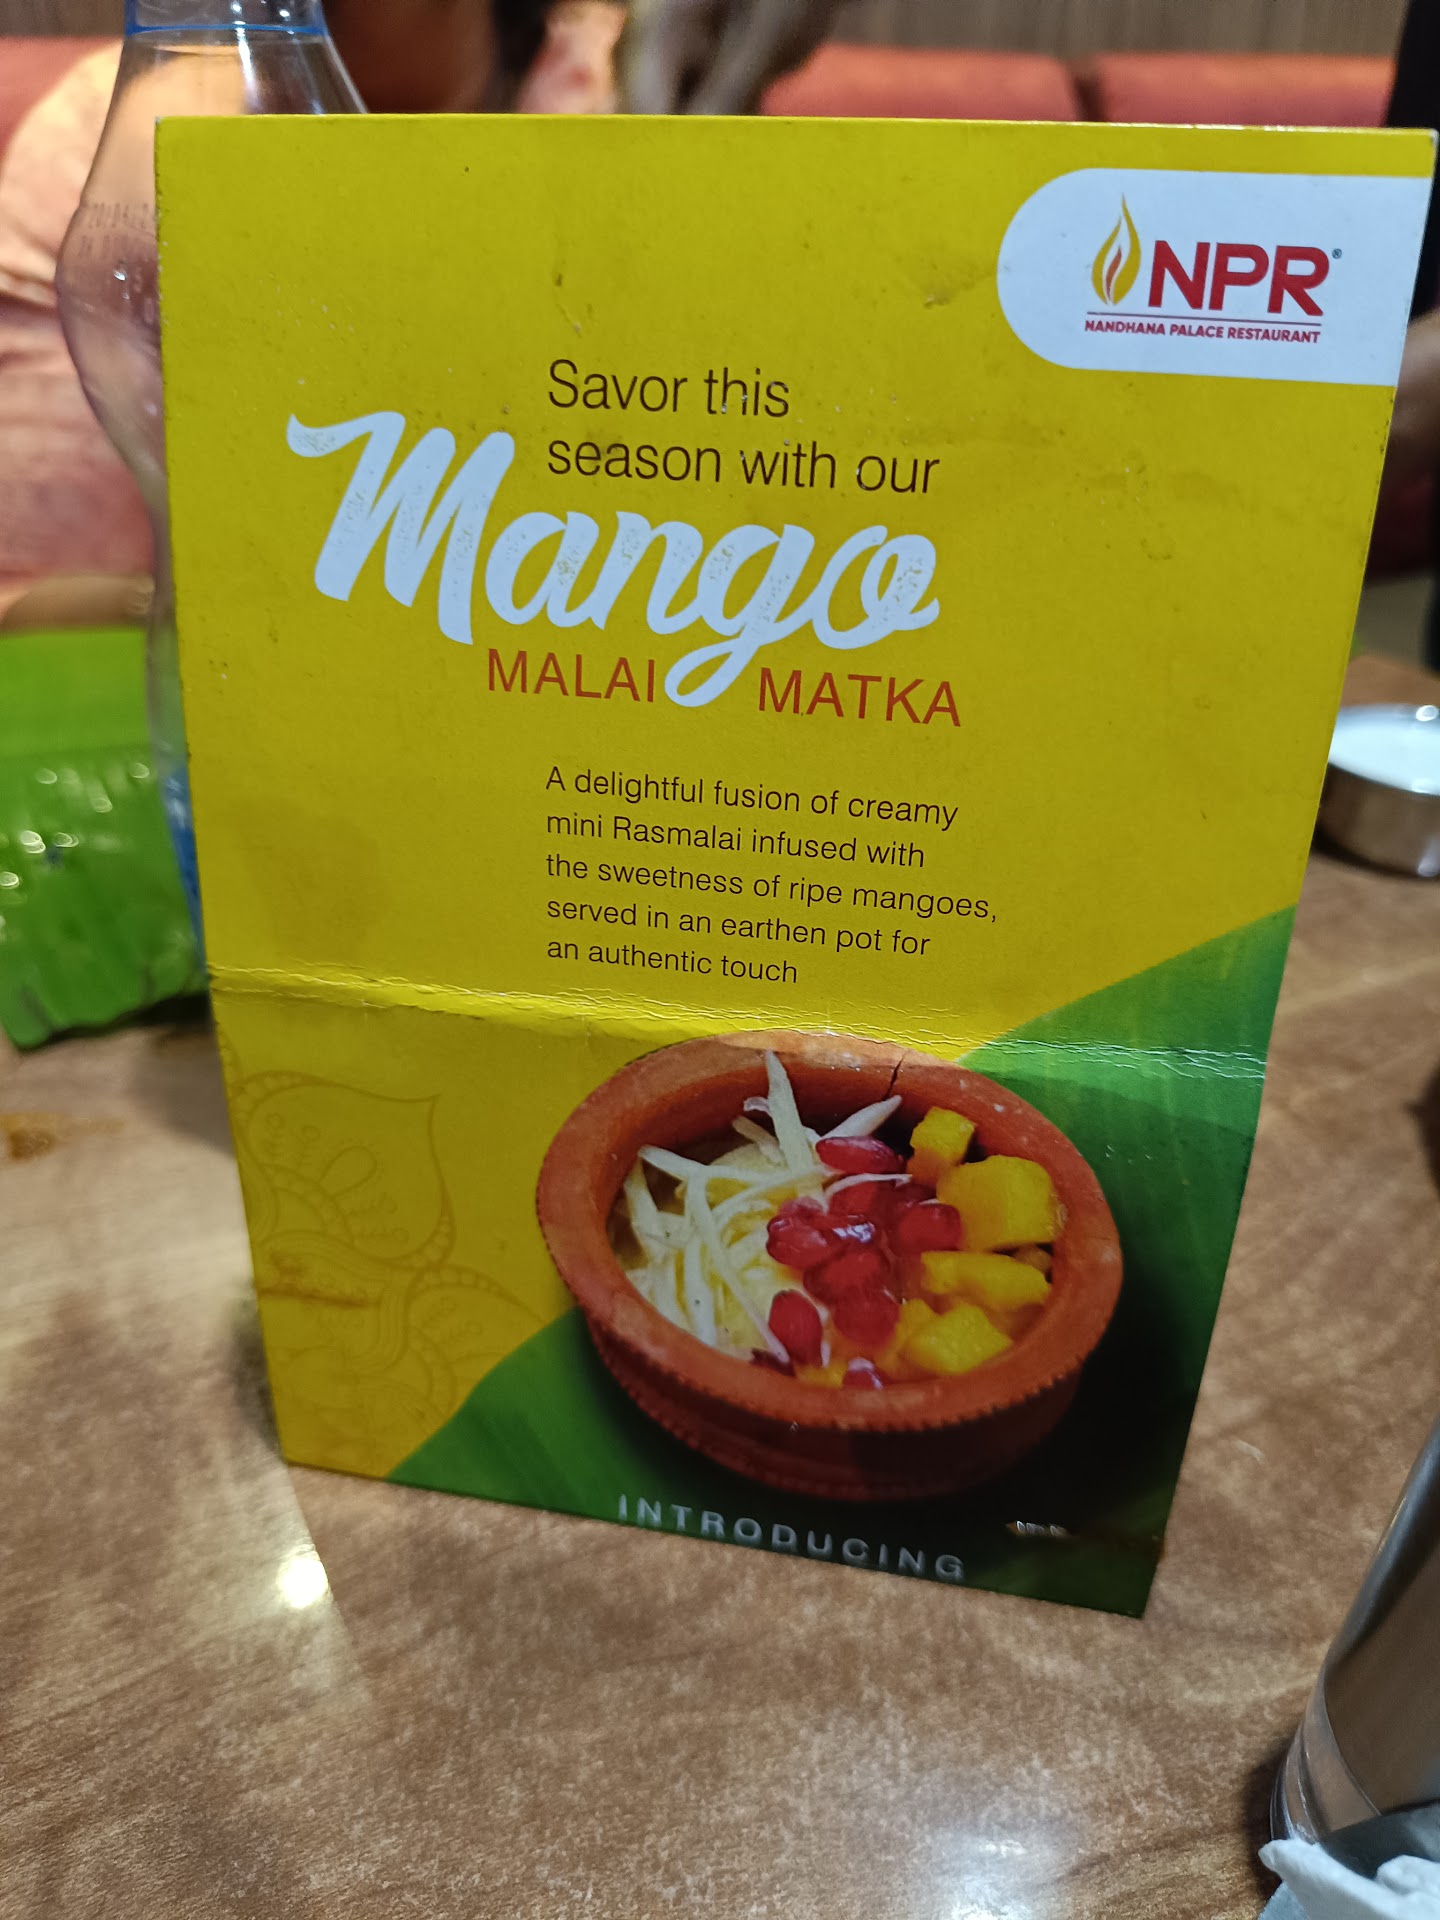 NPR®
NANDHANA PALACE RESTAURANT
Savor this
season with our
Mango
MALAI MATKA
A delightful fusion of creamy
mini Rasmalai infused with
the sweetness of ripe mangoes,
served in an earthen pot for
an authentic touch
INTRODUCING